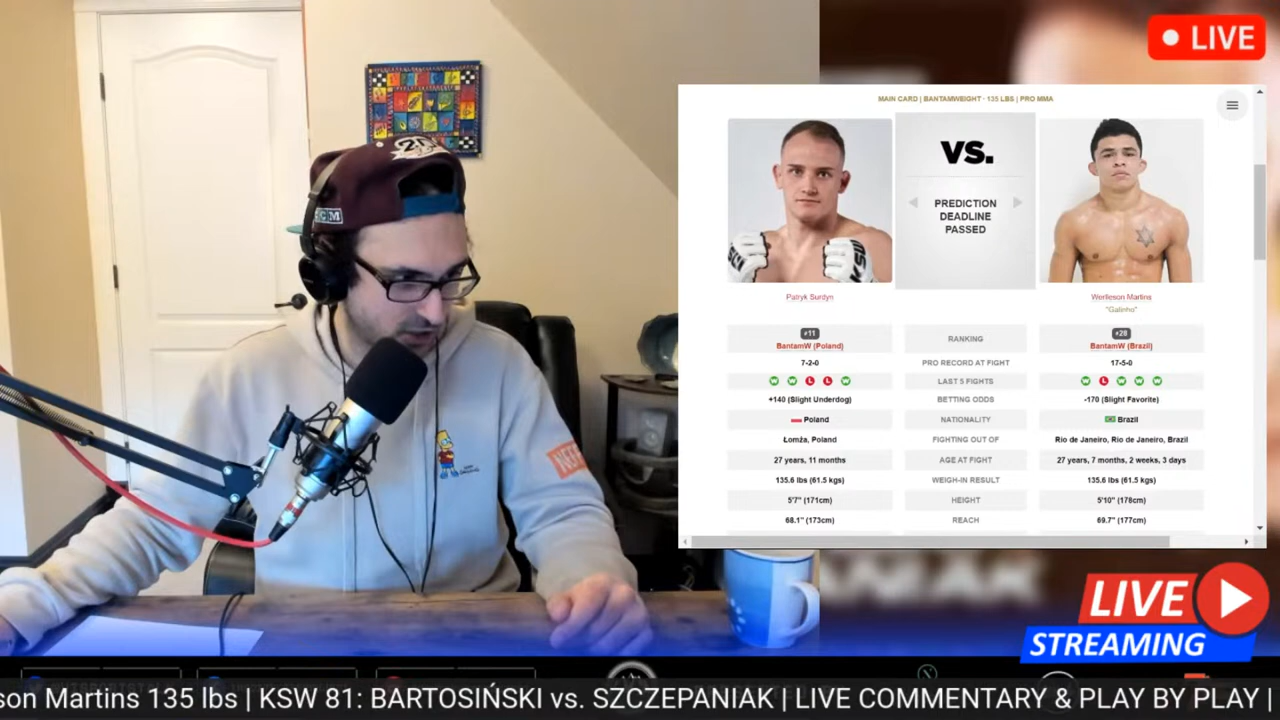 LIVE
MAIN CARD | BANTAMWEIGHT · 135 LBS | PRO MMA
VS.
PREDICTION
DEADLINE
PASSED
Patryk Surdyn
Werlleson Martins
"Galinho"
#11
BantamW (Poland)
RANKING
#28
BantamW (Brazil)
7-2-0
PRO RECORD AT FIGHT
17-5-0
W W L L W
LAST 5 FIGHTS
W L W W W
+140 (Slight Underdog)
BETTING ODDS
-170 (Slight Favorite)
Poland
NATIONALITY
Brazil
Łomża, Poland
FIGHTING OUT OF
Rio de Janeiro, Rio de Janeiro, Brazil
27 years, 11 months
AGE AT FIGHT
27 years, 7 months, 2 weeks, 3 days
135.6 lbs (61.5 kgs)
WEIGH-IN RESULT
135.6 lbs (61.5 kgs)
5'7" (171cm)
HEIGHT
5'10" (178cm)
68.1" (173cm)
REACH
69.7" (177cm)
KSW
CCM
LIVE
STREAMING
son Martins 135 lbs | KSW 81: BARTOSIŃSKI vs. SZCZEPANIAK | LIVE COMMENTARY & PLAY BY PLAY |